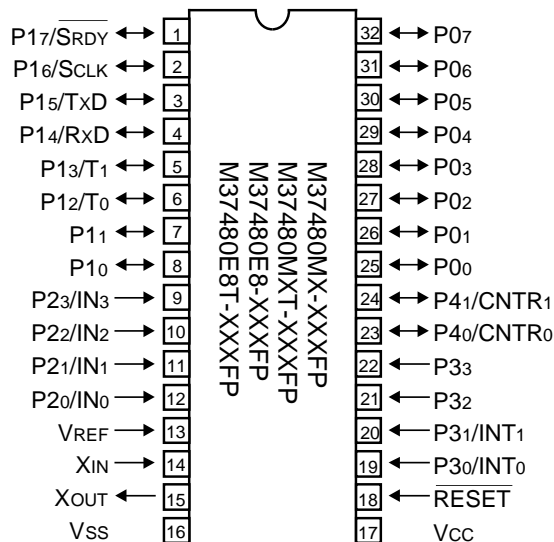 P17/SRDY 1
P16/SCLK 2
P15/TxD 3
P14/RxD 4
P13/T1 5
P12/T0 6
P11 7
P10 8
P23/IN3 9
P22/IN2 10
P21/IN1 11
P20/IN0 12
VREF 13
XIN 14
XOUT 15
VSS 16
M37480MX-XXXFP
M37480MXT-XXXFP
M37480E8-XXXFP
M37480E8T-XXXFP
32 P07
31 P06
30 P05
29 P04
28 P03
27 P02
26 P01
25 P00
24 P41/CNTR1
23 P40/CNTR0
22 P33
21 P32
20 P31/INT1
19 P30/INT0
18 RESET
17 VCC